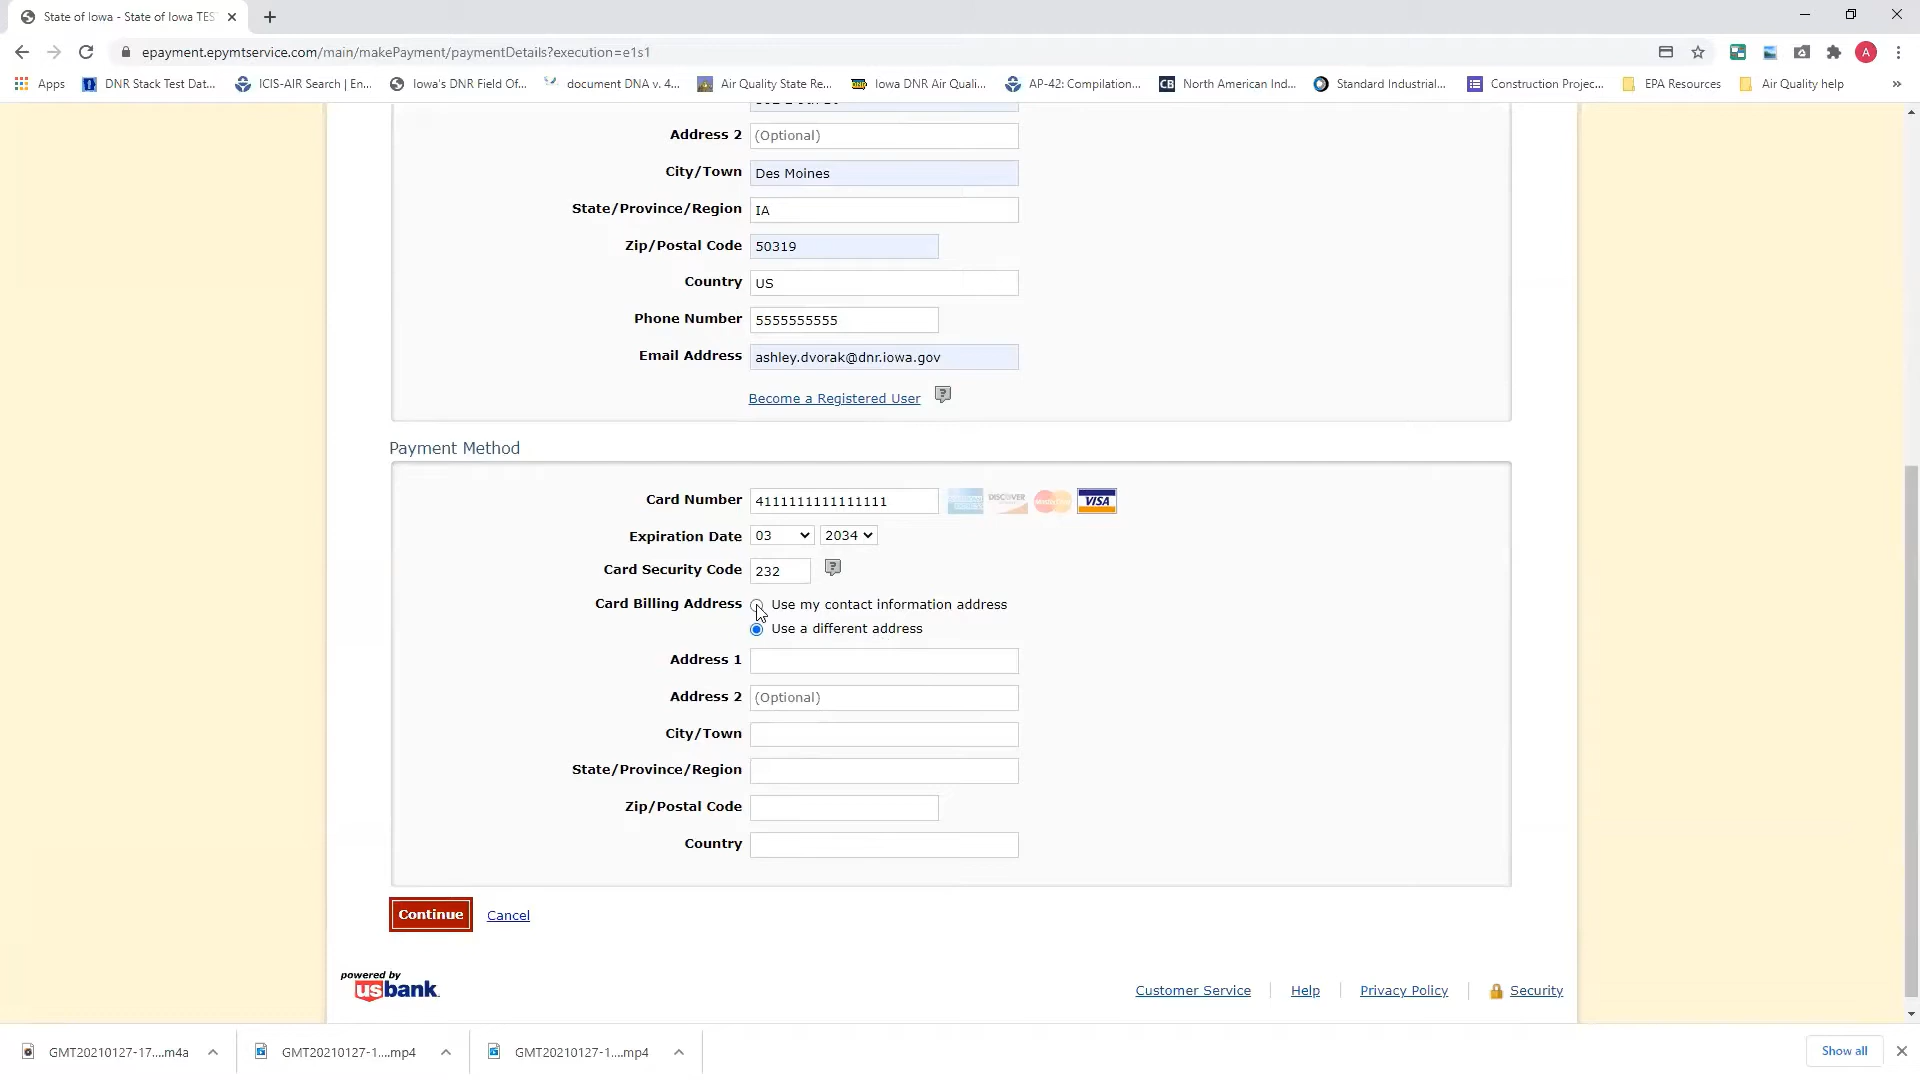 State of Iowa - State of Iowa TES
epayment.epymtservice.com/main/makePayment/paymentDetails?execution=e1s1
A
Apps DNR Stack Test Dat... ICIS-AIR Search | En... Iowa's DNR Field Of... document DNA v. 4... Air Quality State Re... Iowa DNR Air Quali... AP-42: Compilation... CB North American Ind... Standard Industrial... Construction Projec... EPA Resources Air Quality help »
Address 2 (Optional)
City/Town Des Moines
State/Province/Region IA
Zip/Postal Code 50319
Country US
Phone Number 5555555555
Email Address ashley.dvorak@dnr.iowa.gov
Become a Registered User ?
Payment Method
Card Number 4111111111111111 DISCOVER VISA
Expiration Date 03 2034
Card Security Code 232 ?
Card Billing Address Use my contact information address
Use a different address
Address 1
Address 2 (Optional)
City/Town
State/Province/Region
Zip/Postal Code
Country
Continue Cancel
powered by
usbank.
Customer Service Help Privacy Policy Security
GMT20210127-17....m4a GMT20210127-1....mp4 GMT20210127-1....mp4 Show all